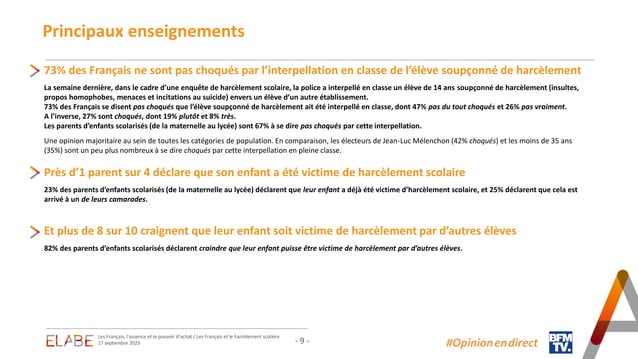 Principaux enseignements
73% des Français ne sont pas choqués par l’interpellation en classe de l’élève soupçonné de harcèlement
La semaine dernière, dans le cadre d’une enquête de harcèlement scolaire, la police a interpellé en classe un élève de 14 ans soupçonné de harcèlement (insultes,
propos homophobes, menaces et incitations au suicide) envers un élève d’un autre établissement.
73% des Français se disent pas choqués que l’élève soupçonné de harcèlement ait été interpellé en classe, dont 47% pas du tout choqués et 26% pas vraiment.
A l’inverse, 27% sont choqués, dont 19% plutôt et 8% très.
Les parents d’enfants scolarisés (de la maternelle au lycée) sont 67% à se dire pas choqués par cette interpellation.
Une opinion majoritaire au sein de toutes les catégories de population. En comparaison, les électeurs de Jean-Luc Mélenchon (42% choqués) et les moins de 35 ans
(35%) sont un peu plus nombreux à se dire choqués par cette interpellation en pleine classe.
Près d’1 parent sur 4 déclare que son enfant a été victime de harcèlement scolaire
23% des parents d’enfants scolarisés (de la maternelle au lycée) déclarent que leur enfant a déjà été victime d’harcèlement scolaire, et 25% déclarent que cela est
arrivé à un de leurs camarades.
Et plus de 8 sur 10 craignent que leur enfant soit victime de harcèlement par d’autres élèves
82% des parents d’enfants scolarisés déclarent craindre que leur enfant puisse être victime de harcèlement par d’autres élèves.
ELABE
Les Français, l’essence et le pouvoir d’achat / Les Français et le harcèlement scolaire
27 septembre 2023
- 9 -
#Opinionendirect
BFM
TV.